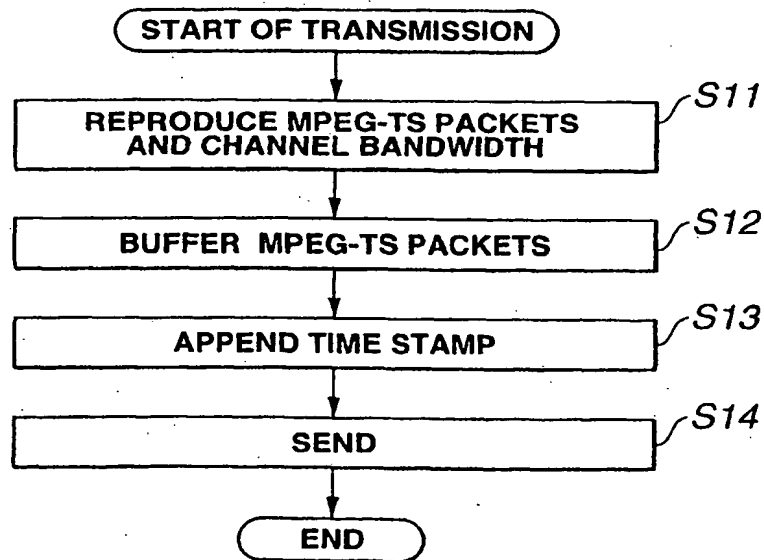 START OF TRANSMISSION
S11
REPRODUCE MPEG-TS PACKETS
AND CHANNEL BANDWIDTH
S12
BUFFER MPEG-TS PACKETS
S13
APPEND TIME STAMP
S14
SEND
END